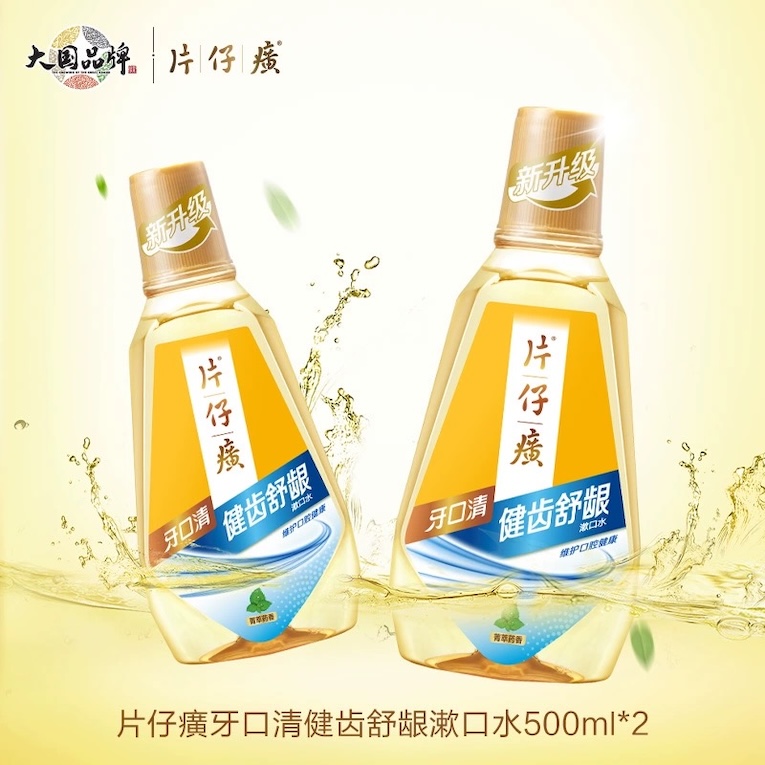 大国品牌
片仔癀®
新升级
片仔癀®
牙口清
健齿舒龈
漱口水
维护口腔健康
菁萃药香
新升级
片仔癀®
牙口清
健齿舒龈
漱口水
维护口腔健康
菁萃药香
片仔癀牙口清健齿舒龈漱口水500ml*2